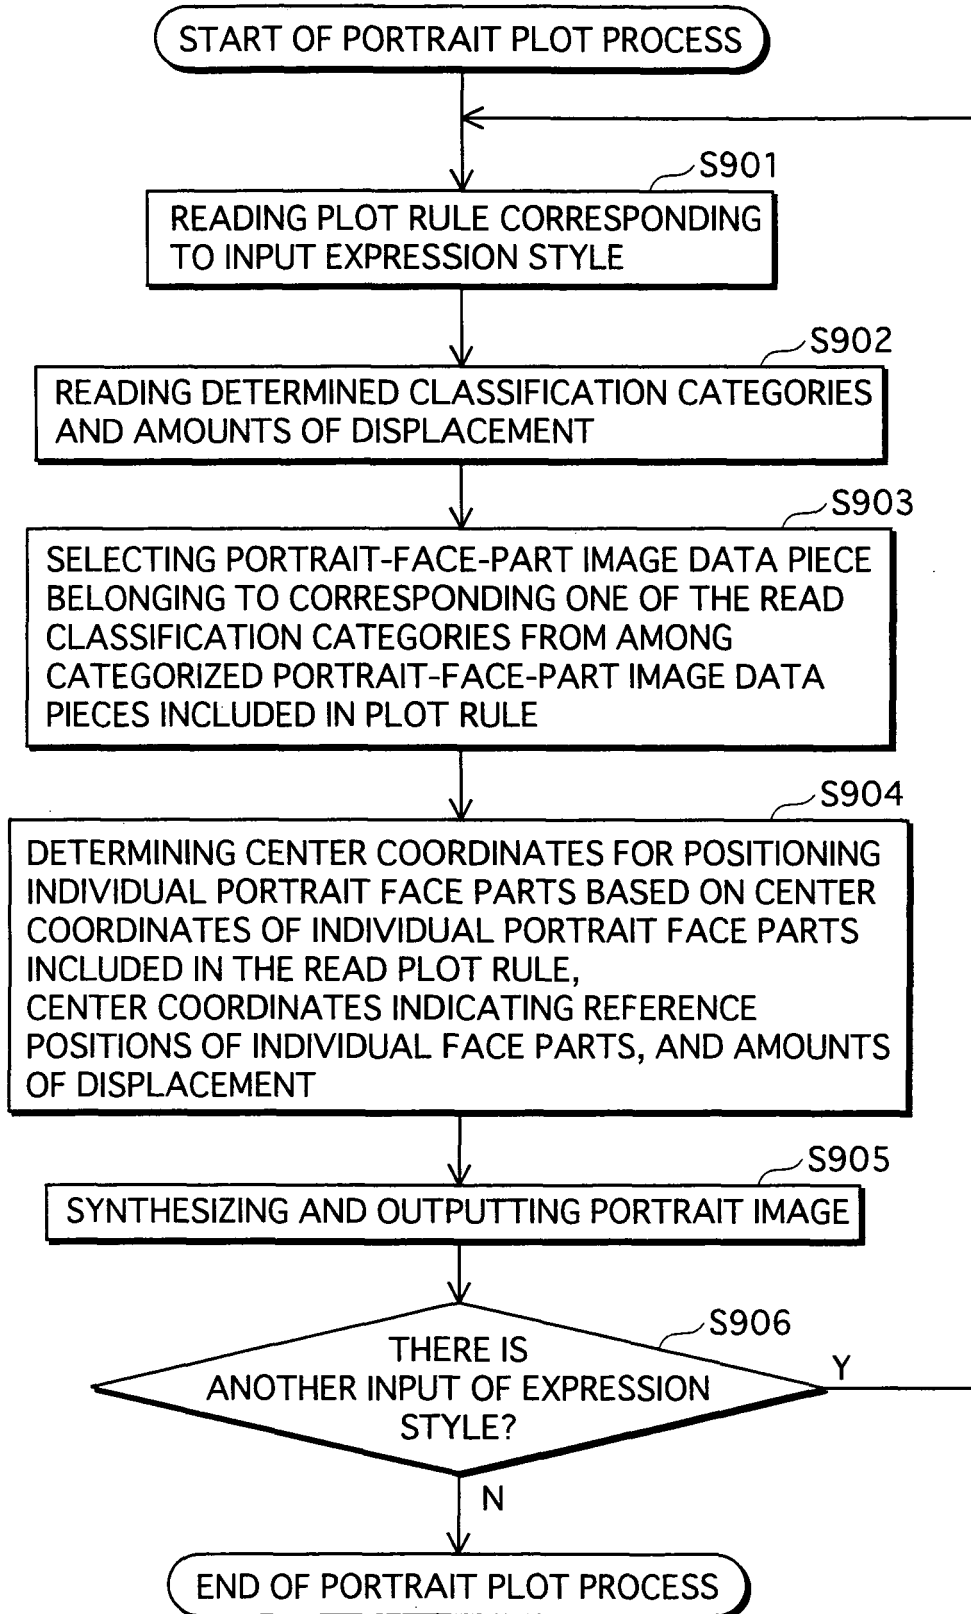 START OF PORTRAIT PLOT PROCESS
S901
READING PLOT RULE CORRESPONDING
TO INPUT EXPRESSION STYLE
S902
READING DETERMINED CLASSIFICATION CATEGORIES
AND AMOUNTS OF DISPLACEMENT
S903
SELECTING PORTRAIT-FACE-PART IMAGE DATA PIECE
BELONGING TO CORRESPONDING ONE OF THE READ
CLASSIFICATION CATEGORIES FROM AMONG
CATEGORIZED PORTRAIT-FACE-PART IMAGE DATA
PIECES INCLUDED IN PLOT RULE
S904
DETERMINING CENTER COORDINATES FOR POSITIONING
INDIVIDUAL PORTRAIT FACE PARTS BASED ON CENTER
COORDINATES OF INDIVIDUAL PORTRAIT FACE PARTS
INCLUDED IN THE READ PLOT RULE,
CENTER COORDINATES INDICATING REFERENCE
POSITIONS OF INDIVIDUAL FACE PARTS, AND AMOUNTS
OF DISPLACEMENT
S905
SYNTHESIZING AND OUTPUTTING PORTRAIT IMAGE
S906
THERE IS
ANOTHER INPUT OF EXPRESSION
STYLE?
Y
N
END OF PORTRAIT PLOT PROCESS